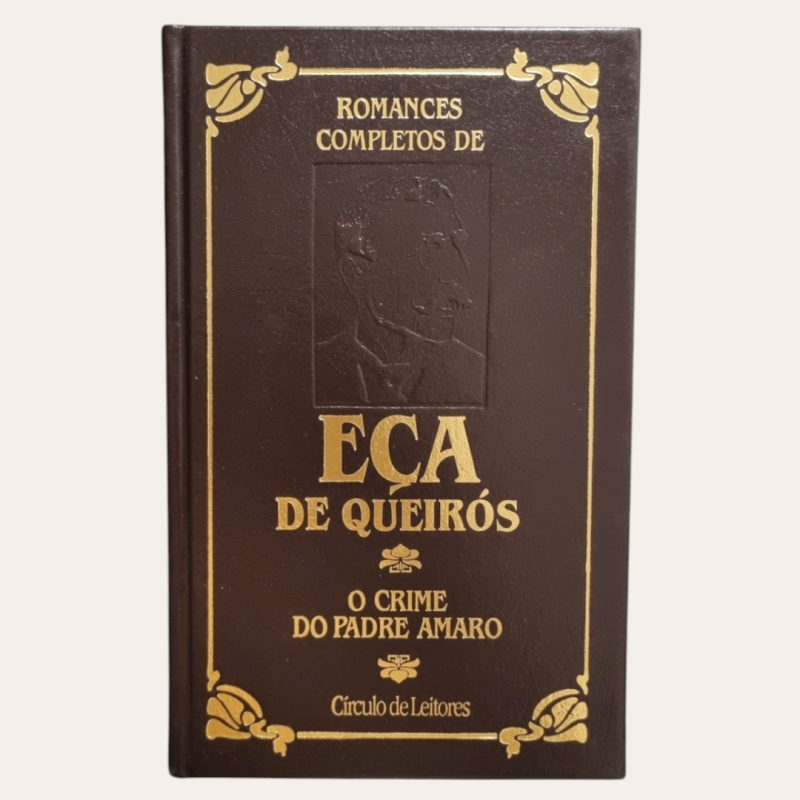 ROMANCES
COMPLETOS DE
EÇA
DE QUEIRÓS
O CRIME
DO PADRE AMARO
Círculo de Leitores